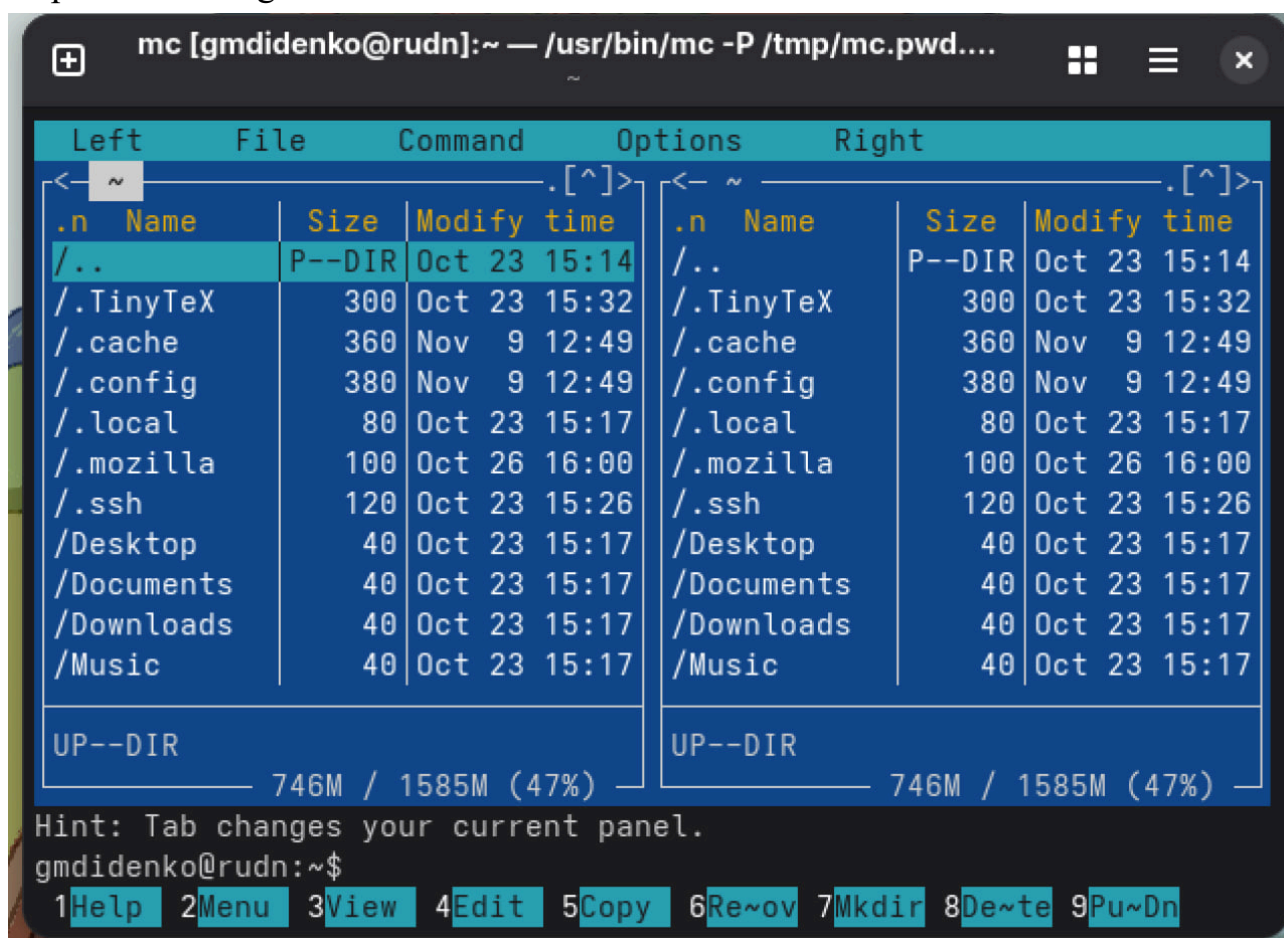 mc [gmdidenko@rudn]:~ — /usr/bin/mc -P /tmp/mc.pwd....
~
Left File Command Options Right
<— ~ .[^]> <— ~ .[^]>
.n Name Size Modify time .n Name Size Modify time
/.. P--DIR Oct 23 15:14 /.. P--DIR Oct 23 15:14
/.TinyTeX 300 Oct 23 15:32 /.TinyTeX 300 Oct 23 15:32
/.cache 360 Nov 9 12:49 /.cache 360 Nov 9 12:49
/.config 380 Nov 9 12:49 /.config 380 Nov 9 12:49
/.local 80 Oct 23 15:17 /.local 80 Oct 23 15:17
/.mozilla 100 Oct 26 16:00 /.mozilla 100 Oct 26 16:00
/.ssh 120 Oct 23 15:26 /.ssh 120 Oct 23 15:26
/Desktop 40 Oct 23 15:17 /Desktop 40 Oct 23 15:17
/Documents 40 Oct 23 15:17 /Documents 40 Oct 23 15:17
/Downloads 40 Oct 23 15:17 /Downloads 40 Oct 23 15:17
/Music 40 Oct 23 15:17 /Music 40 Oct 23 15:17
UP--DIR UP--DIR
746M / 1585M (47%) 746M / 1585M (47%)
Hint: Tab changes your current panel.
gmdidenko@rudn:~$
1Help 2Menu 3View 4Edit 5Copy 6Re~ov 7Mkdir 8De~te 9Pu~Dn